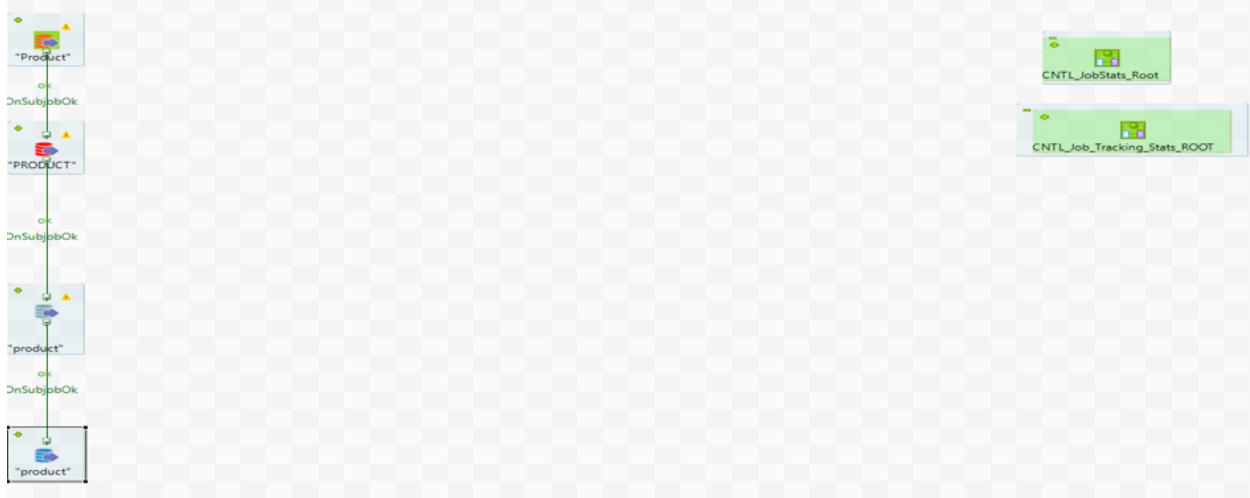 "Product"
ok
OnSubjobOk
"PRODUCT"
ok
OnSubjobOk
"product"
ok
OnSubjobOk
"product"
CNTL_JobStats_Root
CNTL_Job_Tracking_Stats_ROOT